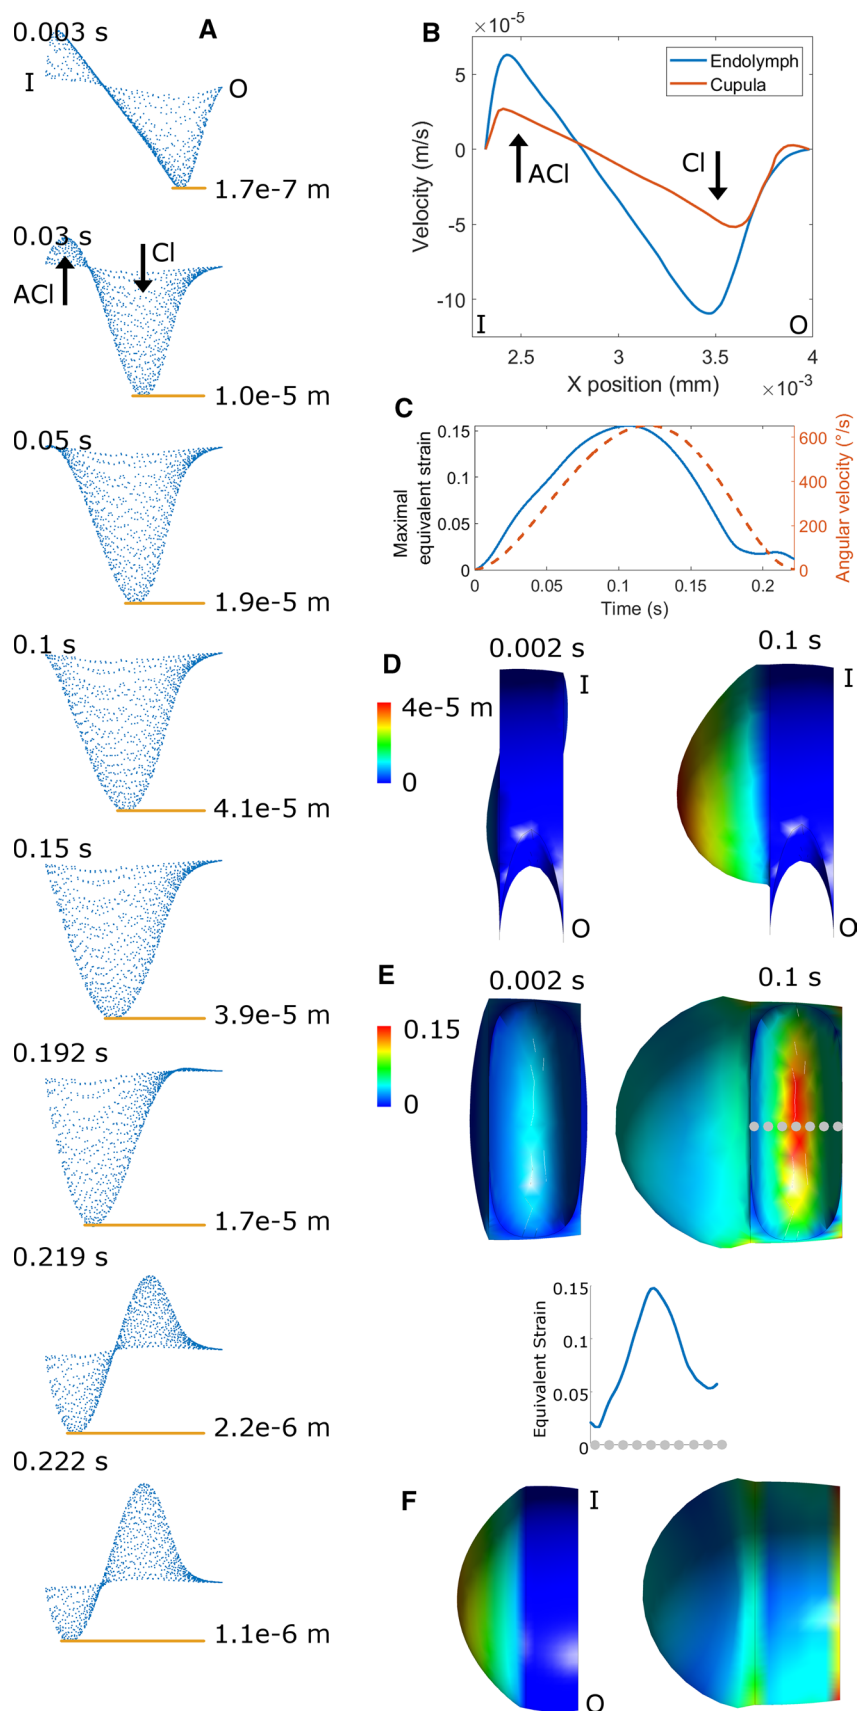 A
0.003 s
I
O
1.7e-7 m
0.03 s
Cl
ACl
1.0e-5 m
0.05 s
1.9e-5 m
0.1 s
4.1e-5 m
0.15 s
3.9e-5 m
0.192 s
1.7e-5 m
0.219 s
2.2e-6 m
0.222 s
1.1e-6 m
B
×10-5
Endolymph
Cupula
5
0
-5
-10
Velocity (m/s)
ACl
Cl
I
O
2.5
3
3.5
4
X position (mm)
×10-3
C
0.15
0.1
0.05
0
Maximal
equivalent strain
600
400
200
0
Angular velocity (°/s)
0
0.05
0.1
0.15
0.2
Time (s)
D
0.002 s
0.1 s
I
I
4e-5 m
0
O
O
E
0.002 s
0.1 s
0.15
0
0.15
0.1
0.05
0
Equivalent Strain
F
I
O